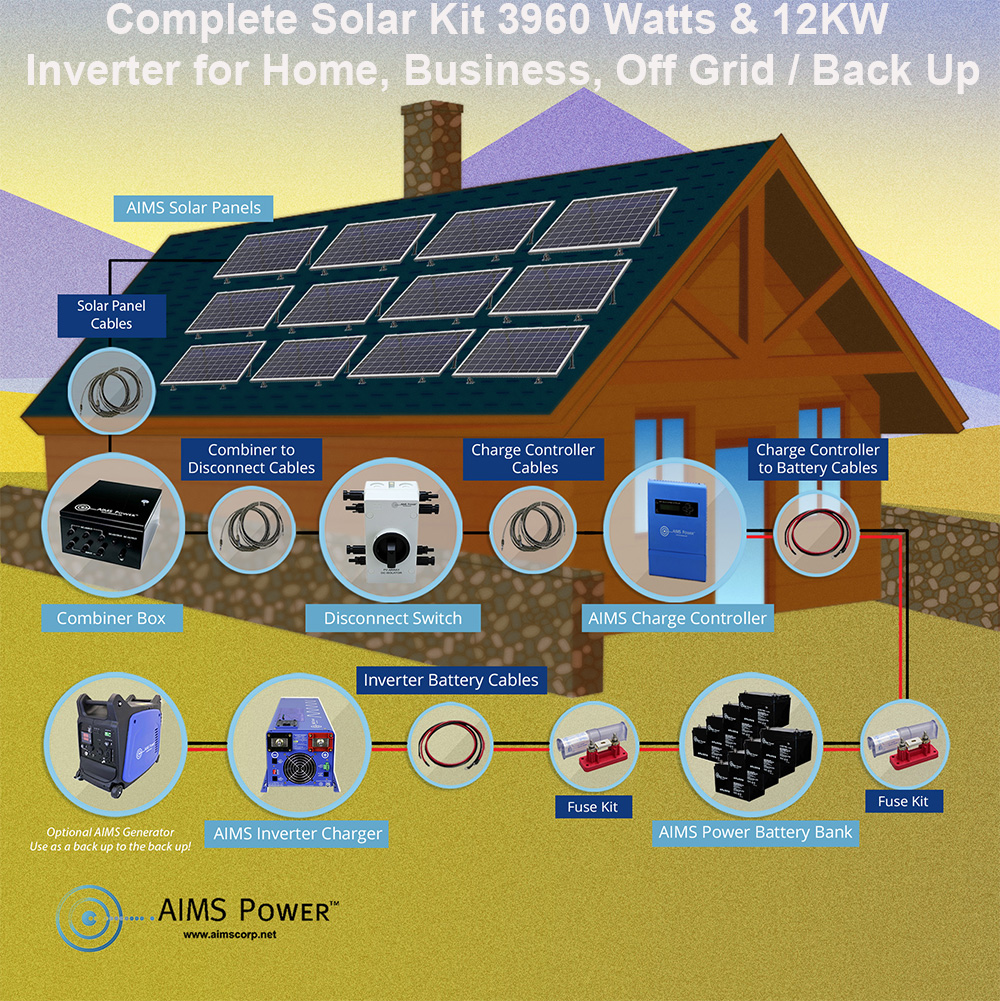 Complete Solar Kit 3960 Watts & 12KW
Inverter for Home, Business, Off Grid / Back Up
AIMS Solar Panels
Solar Panel
Cables
Combiner to
Disconnect Cables
Charge Controller
Cables
Charge Controller
to Battery Cables
AIMS POWER
Combiner Box
Disconnect Switch
AIMS Charge Controller
Inverter Battery Cables
Optional AIMS Generator
Use as a back up to the back up!
AIMS Inverter Charger
Fuse Kit
AIMS Power Battery Bank
Fuse Kit
AIMS POWER™
www.aimscorp.net